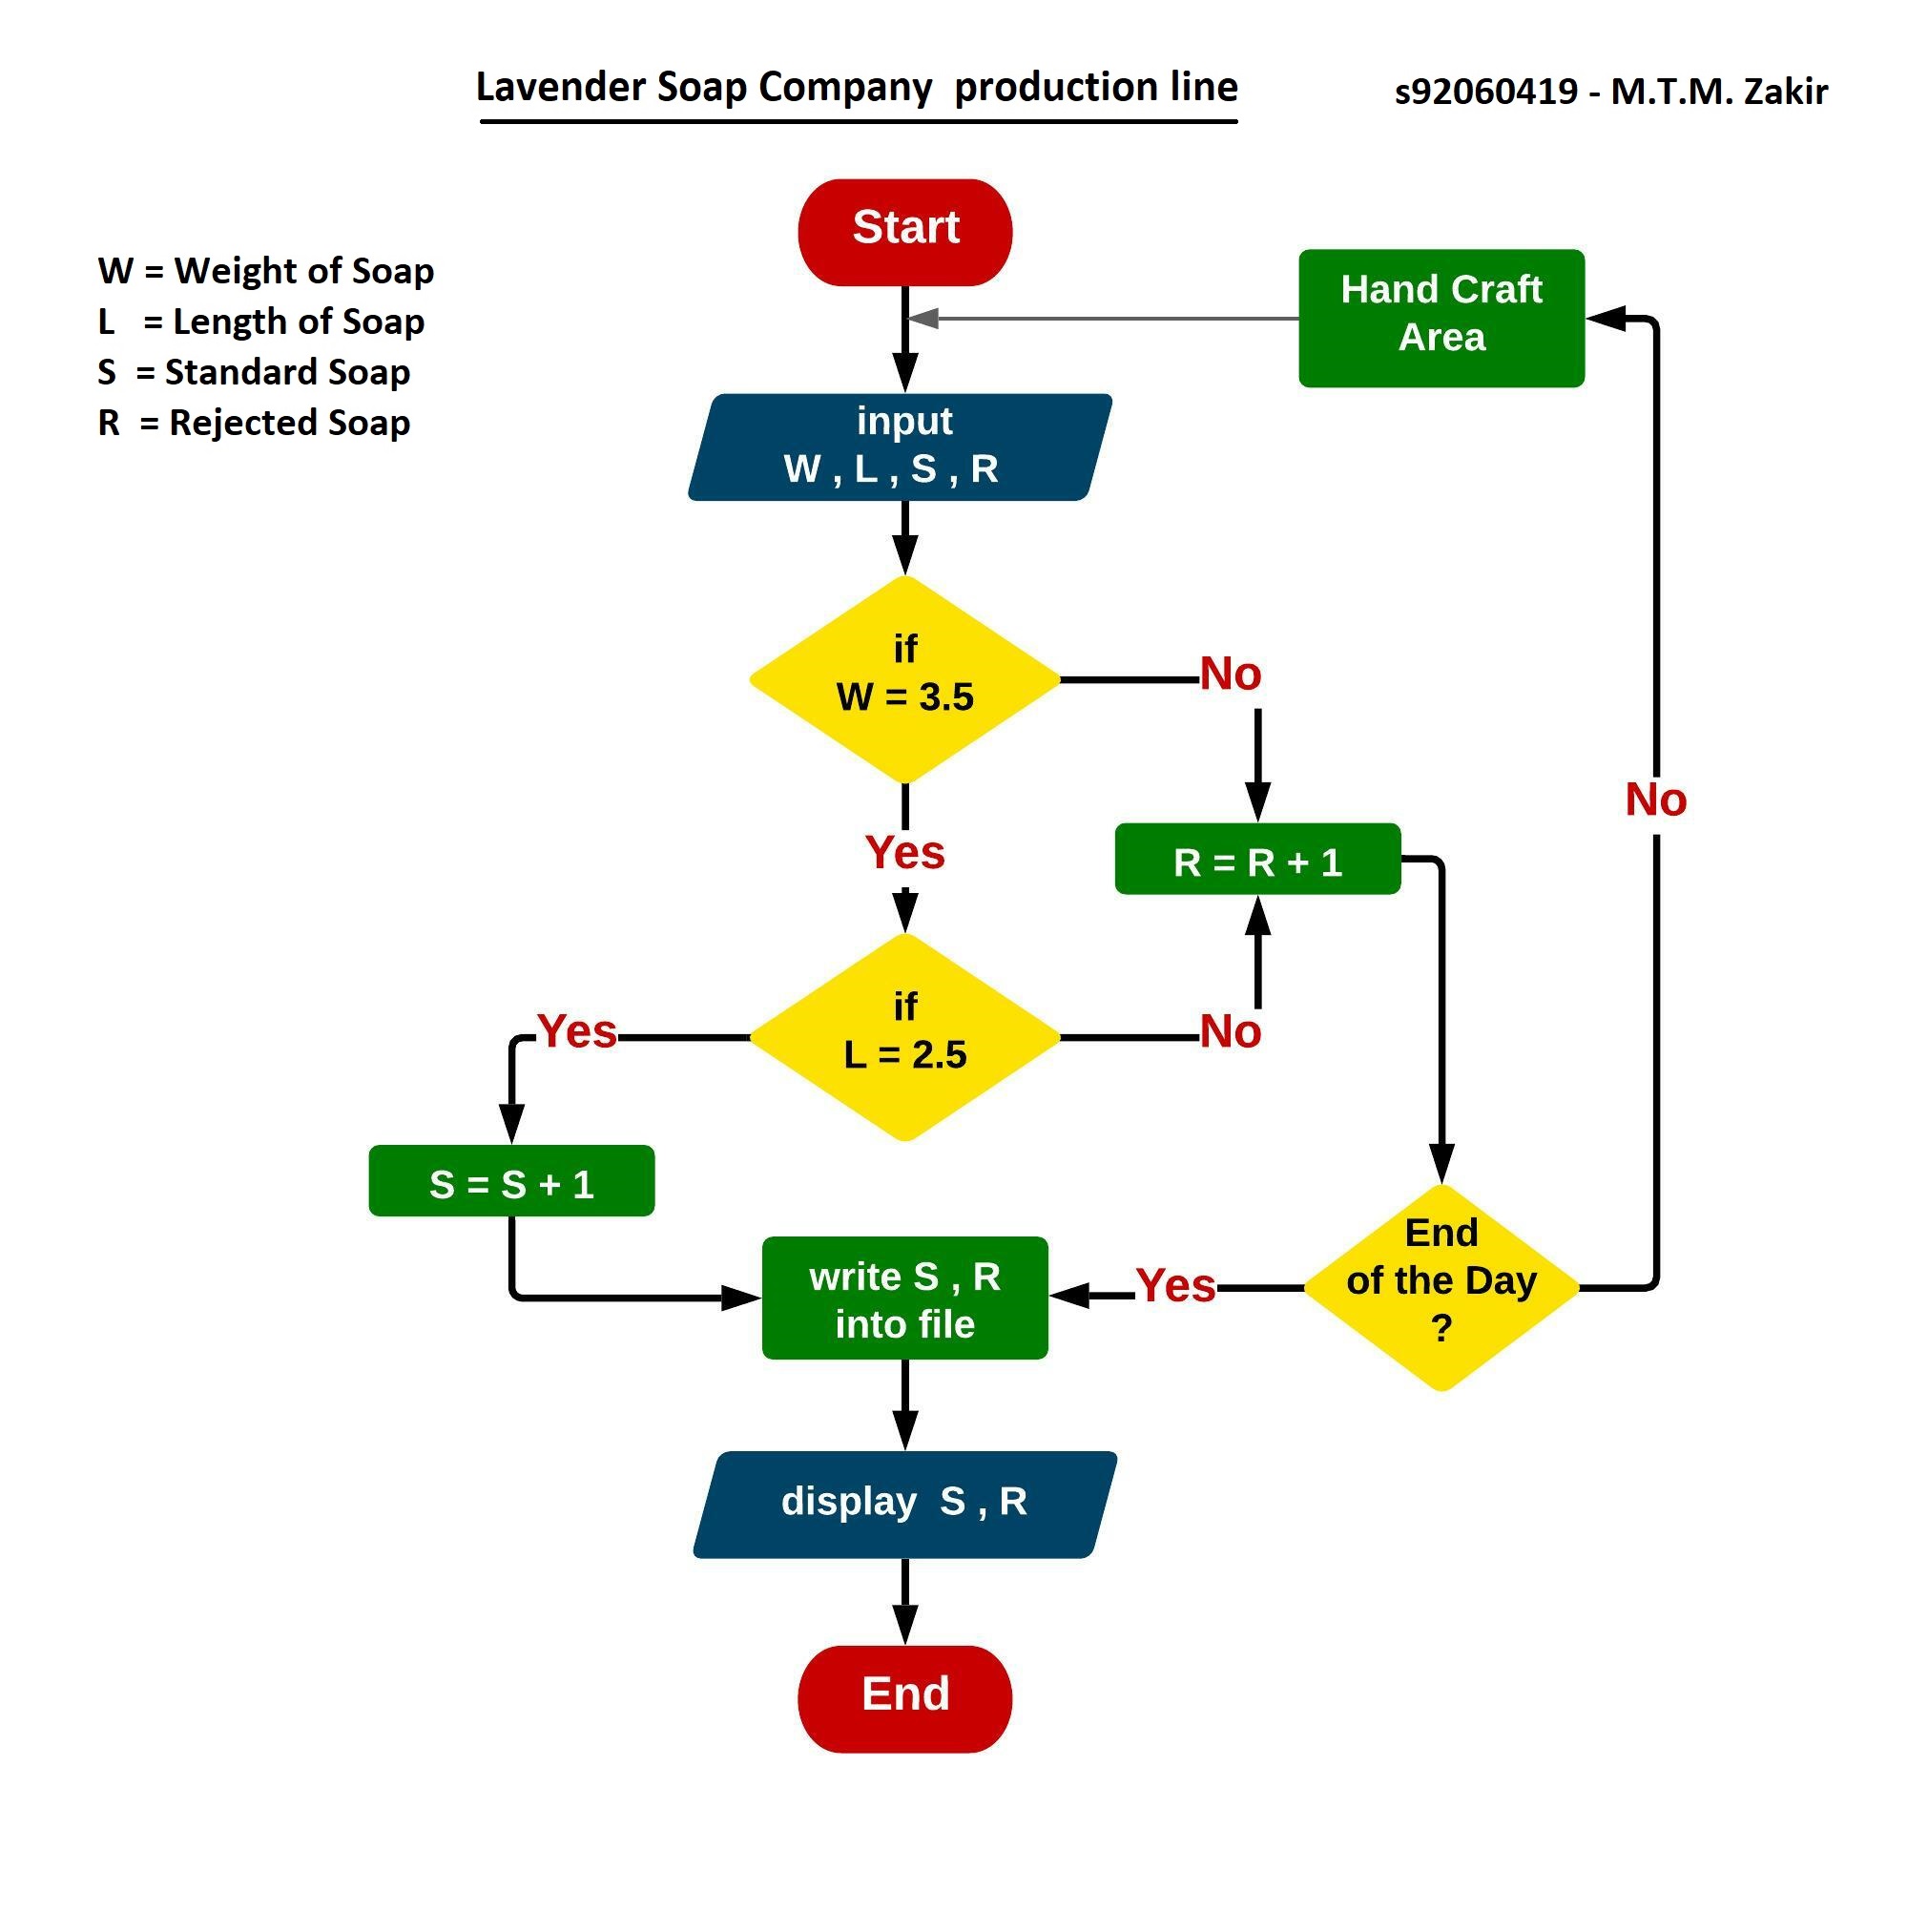 Lavender Soap Company  production line
s92060419 - M.T.M. Zakir
Start
W = Weight of Soap
L  = Length of Soap
S  = Standard Soap
R  = Rejected Soap
Hand Craft
Area
input
W , L , S , R
if
W = 3.5
No
Yes
R = R + 1
No
if
L = 2.5
Yes
No
S = S + 1
End
of the Day
?
Yes
write S , R
into file
display  S , R
End